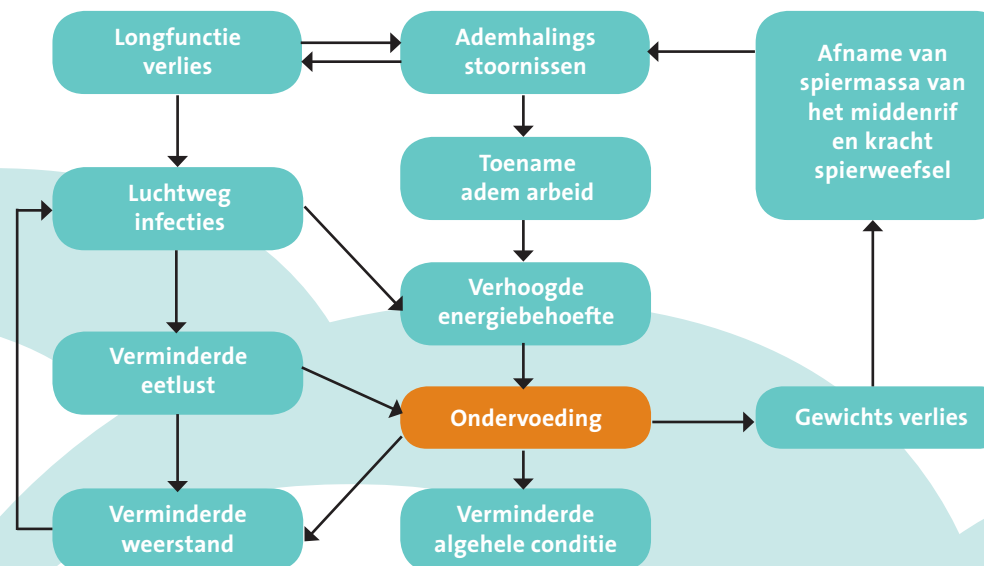 Longfunctie
verlies
Ademhalings
stoornissen
Afname van
spiermassa van
het middenrif
en kracht
spierweefsel
Toename
adem arbeid
Luchtweg
infecties
Verhoogde
energiebehoefte
Verminderde
eetlust
Ondervoeding
Gewichts verlies
Verminderde
weerstand
Verminderde
algehele conditie